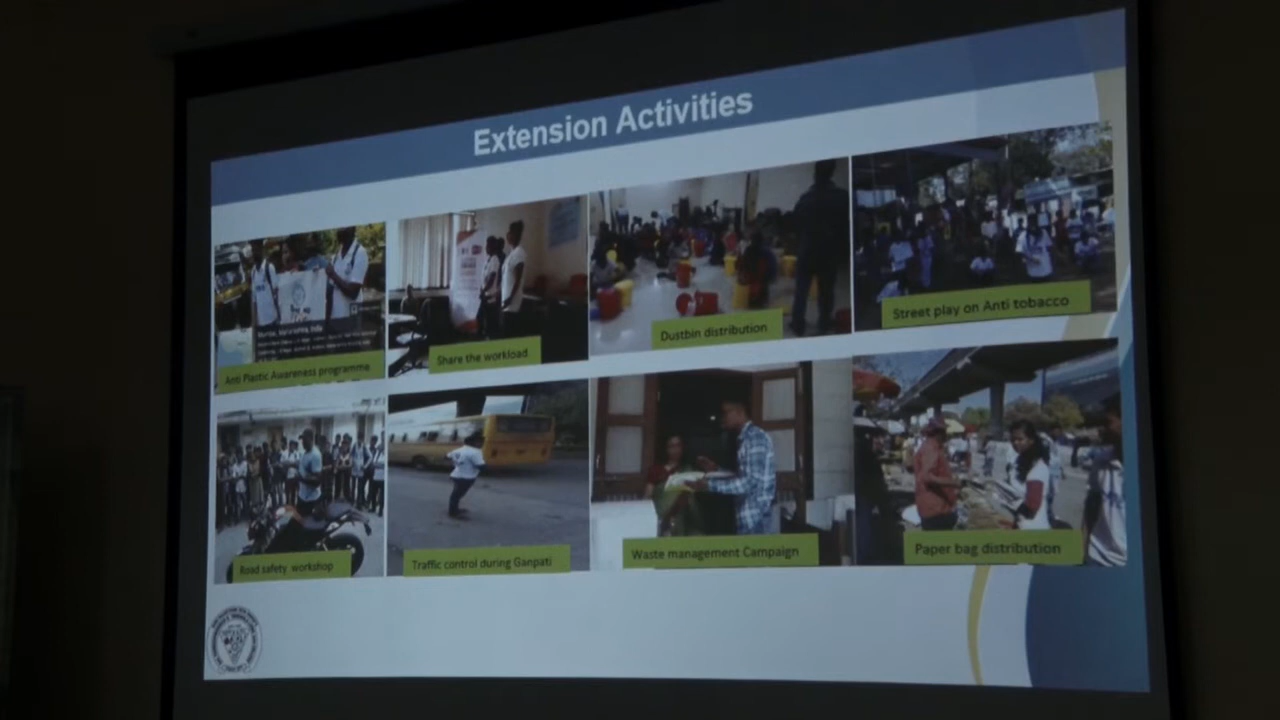 Extension Activities
Anti Plastic Awareness programme
Share the workload
Dustbin distribution
Street play on Anti tobacco
Road safety workshop
Traffic control during Ganpati
Waste management Campaign
Paper bag distribution